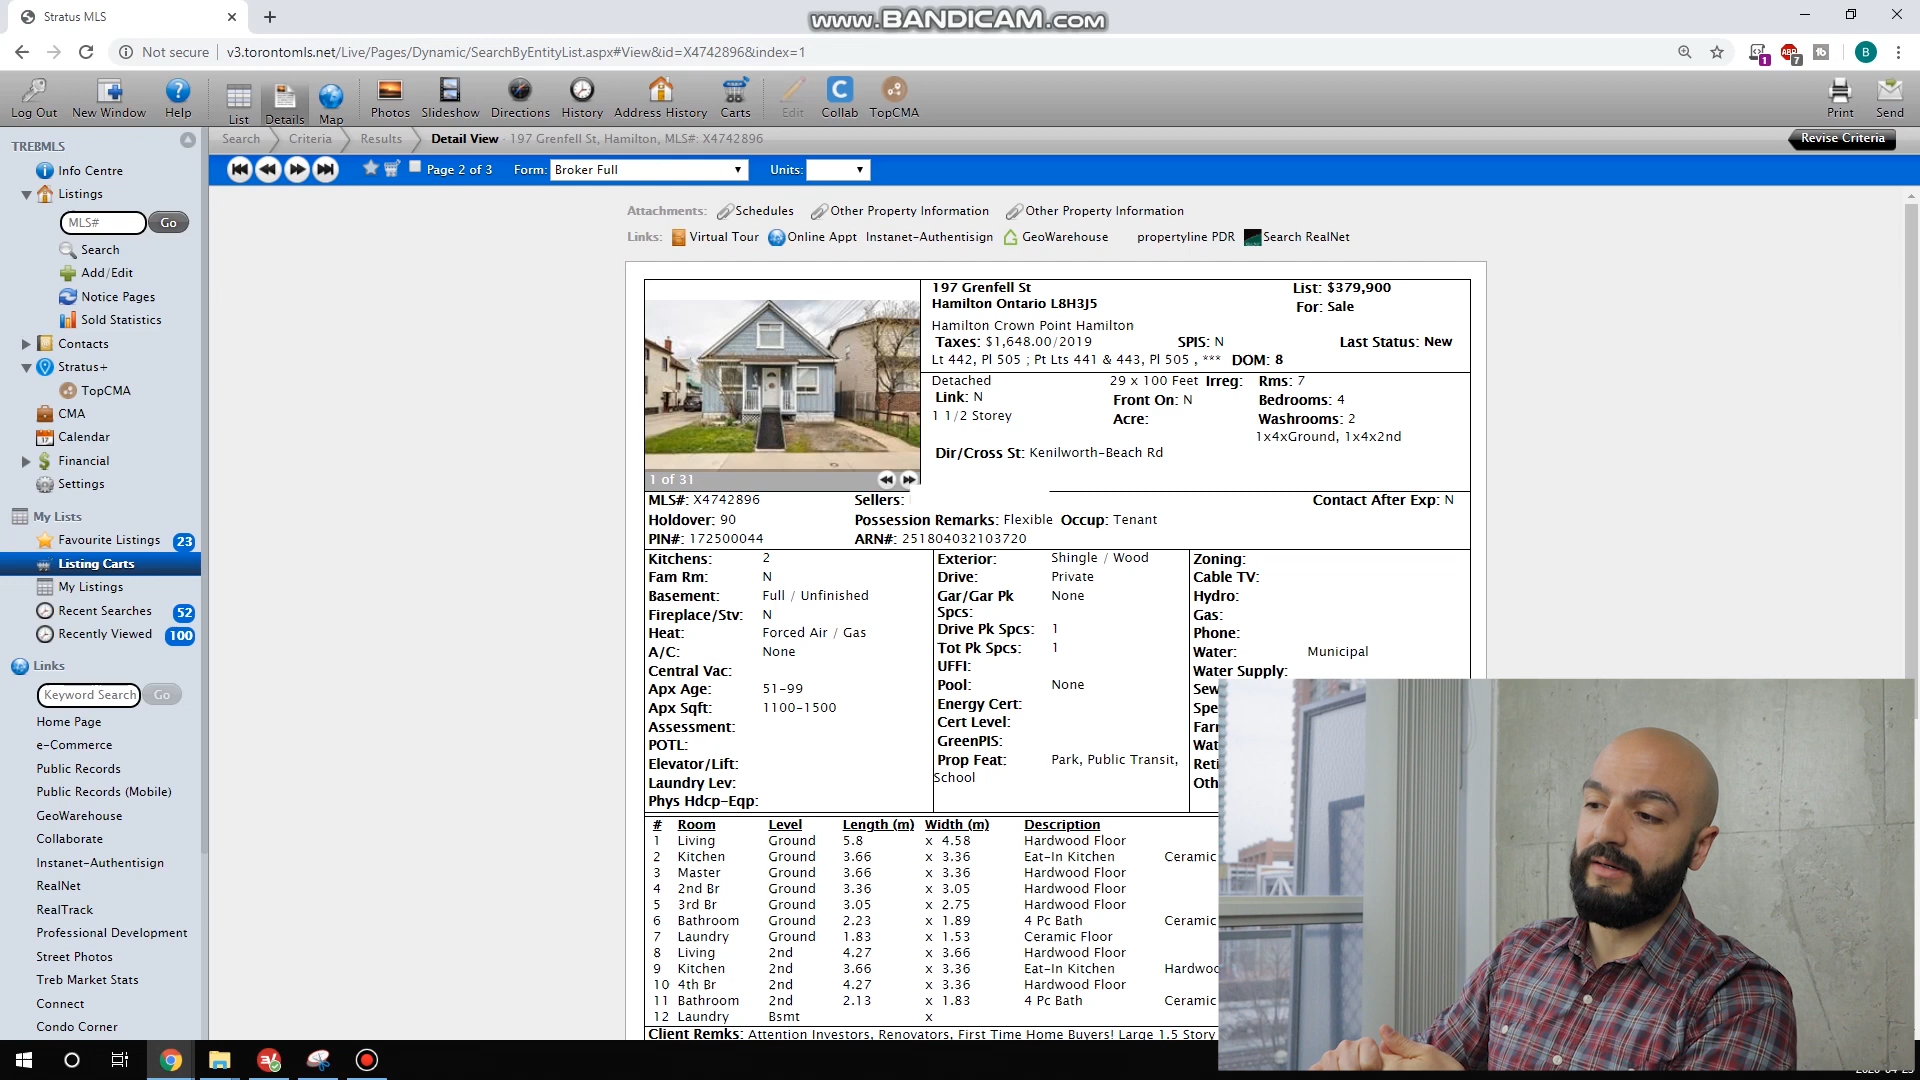 Stratus MLS
www.BANDICAM.com
Not secure
v3.torontomls.net/Live/Pages/Dynamic/SearchByEntityList.aspx#View&id=X4742896&index=1
1
ABP
7
B
Log Out
New Window
Help
List
Details
Map
Photos
Slideshow
Directions
History
Address History
Carts
Edit
Collab
TopCMA
Print
Send
TREBMLS
Search
Criteria
Results
Detail View · 197 Grenfell St, Hamilton, MLS#: X4742896
Revise Criteria
Page 2 of 3
Form: Broker Full
Units:
Info Centre
Listings
MLS#
Go
Search
Add/Edit
Notice Pages
Sold Statistics
Contacts
Stratus+
TopCMA
CMA
Calendar
Financial
Settings
My Lists
Favourite Listings 23
Listing Carts
My Listings
Recent Searches 52
Recently Viewed 100
Links
Keyword Search Go
Home Page
e-Commerce
Public Records
Public Records (Mobile)
GeoWarehouse
Collaborate
Instanet-Authentisign
RealNet
RealTrack
Professional Development
Street Photos
Treb Market Stats
Connect
Condo Corner
Attachments: Schedules Other Property Information Other Property Information
Links: Virtual Tour Online Appt Instanet-Authentisign GeoWarehouse propertyline PDR Search RealNet
197 Grenfell St List: $379,900
Hamilton Ontario L8H3J5 For: Sale
Hamilton Crown Point Hamilton
Taxes: $1,648.00/2019 SPIS: N Last Status: New
Lt 442, Pl 505 ; Pt Lts 441 & 443, Pl 505 , *** DOM: 8
Detached 29 x 100 Feet Irreg: Rms: 7
Link: N Front On: N Bedrooms: 4
1 1/2 Storey Acre: Washrooms: 2
1x4xGround, 1x4x2nd
Dir/Cross St: Kenilworth-Beach Rd
1 of 31
MLS#: X4742896 Sellers: Contact After Exp: N
Holdover: 90 Possession Remarks: Flexible Occup: Tenant
PIN#: 172500044 ARN#: 251804032103720
Kitchens: 2 Exterior: Shingle / Wood Zoning:
Fam Rm: N Drive: Private Cable TV:
Basement: Full / Unfinished Gar/Gar Pk Spcs: None Hydro:
Fireplace/Stv: N Gas:
Heat: Forced Air / Gas Drive Pk Spcs: 1 Phone:
A/C: None Tot Pk Spcs: 1 Water: Municipal
Central Vac: UFFI: Water Supply:
Apx Age: 51-99 Pool: None Sew
Apx Sqft: 1100-1500 Energy Cert: Spe
Assessment: Cert Level: Farr
POTL: GreenPIS: Wat
Elevator/Lift: Prop Feat: Park, Public Transit, Reti
Laundry Lev: School Oth
Phys Hdcp-Eqp:
# Room Level Length (m) Width (m) Description
1 Living Ground 5.8 x 4.58 Hardwood Floor
2 Kitchen Ground 3.66 x 3.36 Eat-In Kitchen Ceramic
3 Master Ground 3.66 x 3.36 Hardwood Floor
4 2nd Br Ground 3.36 x 3.05 Hardwood Floor
5 3rd Br Ground 3.05 x 2.75 Hardwood Floor
6 Bathroom Ground 2.23 x 1.89 4 Pc Bath Ceramic
7 Laundry Ground 1.83 x 1.53 Ceramic Floor
8 Living 2nd 4.27 x 3.66 Hardwood Floor
9 Kitchen 2nd 3.66 x 3.36 Eat-In Kitchen Hardwoo
10 4th Br 2nd 4.27 x 3.36 Hardwood Floor
11 Bathroom 2nd 2.13 x 1.83 4 Pc Bath Ceramic
12 Laundry Bsmt x
Client Remks: Attention Investors, Renovators, First Time Home Buyers! Large 1.5 Story